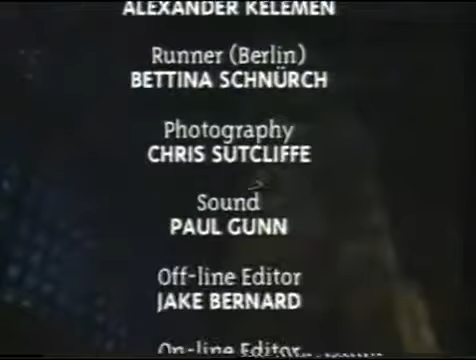 ALEXANDER KELEMEN
Runner (Berlin)
BETTINA SCHNÜRCH
Photography
CHRIS SUTCLIFFE
Sound
PAUL GUNN
Off-line Editor
JAKE BERNARD
On-line Editor